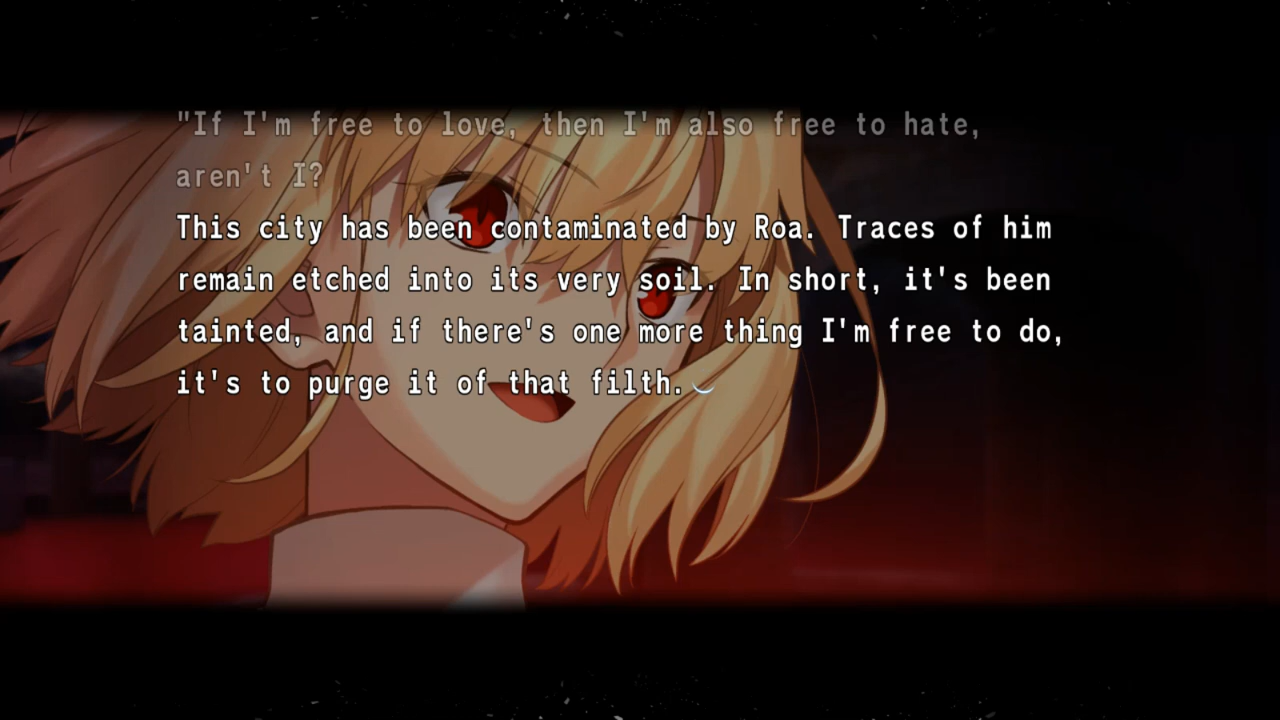 "If I'm free to love, then I'm also free to hate,
aren't I?
This city has been contaminated by Roa. Traces of him
remain etched into its very soil. In short, it's been
tainted, and if there's one more thing I'm free to do,
it's to purge it of that filth.